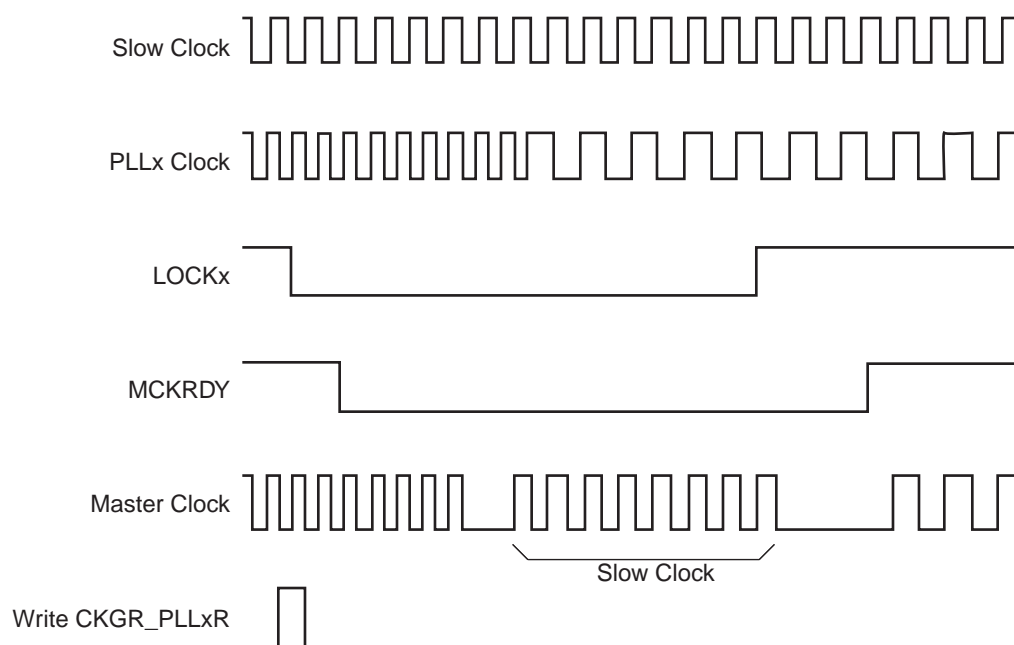 Slow Clock
PLLx Clock
LOCKx
MCKRDY
Master Clock
Slow Clock
Write CKGR_PLLxR